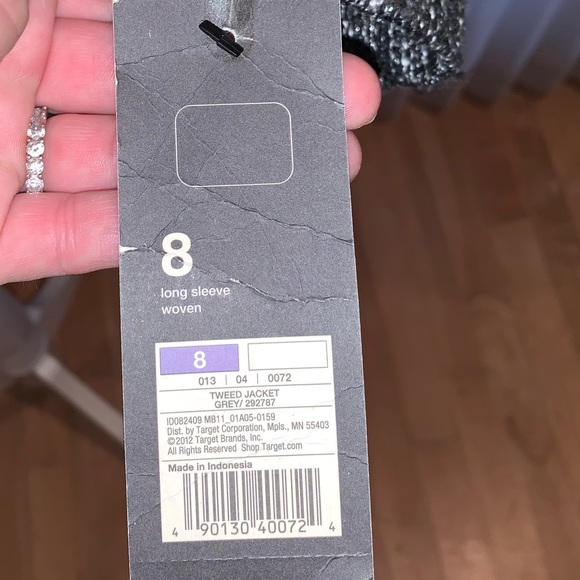 8
long sleeve
woven
8
013 | 04 | 0072
TWEED JACKET
GREY/ 292787
ID082409 MB11_01A05-0159
Dist. by Target Corporation, Mpls., MN 55403
©2012 Target Brands, Inc.
All Rights Reserved Shop Target.com
Made in Indonesia
4 90130 40072 4